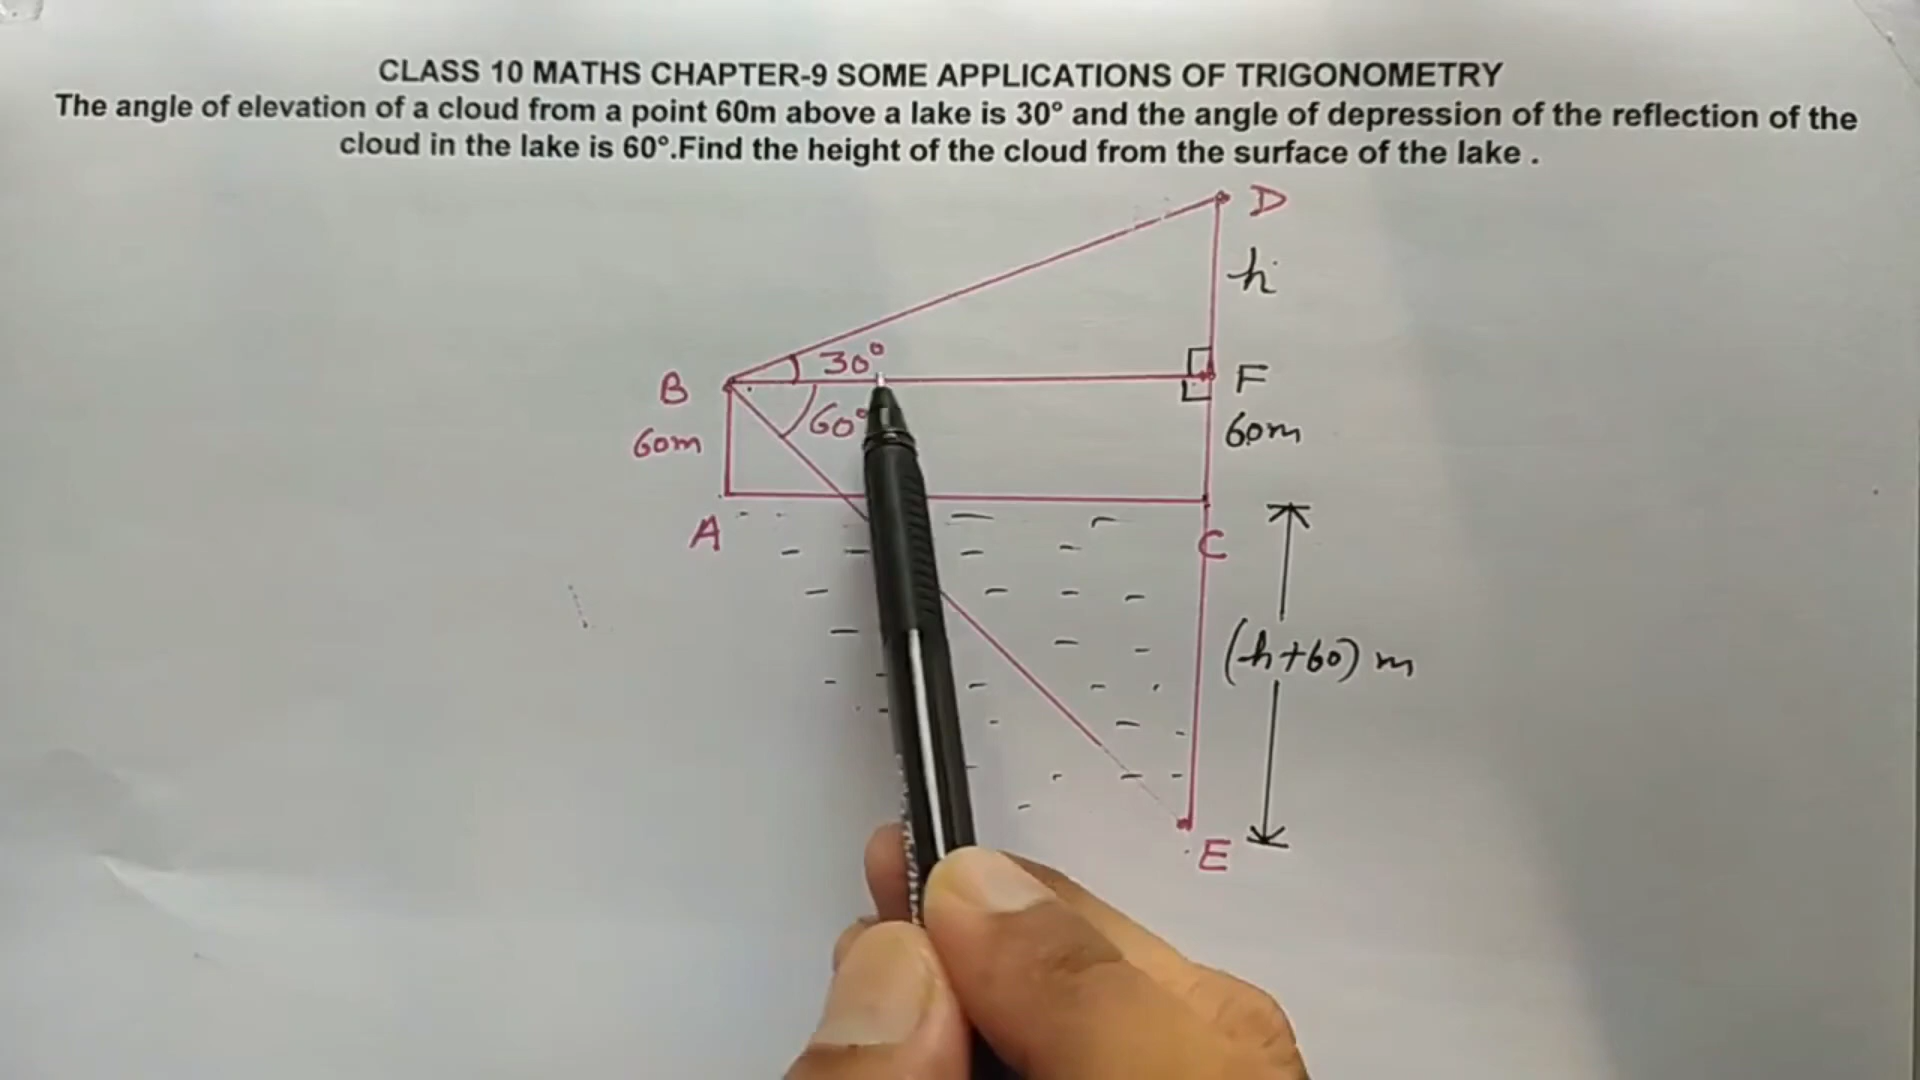 CLASS 10 MATHS CHAPTER-9 SOME APPLICATIONS OF TRIGONOMETRY
The angle of elevation of a cloud from a point 60m above a lake is 30° and the angle of depression of the reflection of the
cloud in the lake is 60°.Find the height of the cloud from the surface of the lake .
D
h
30°
B
F
60°
60m
60m
A
C
(h+60) m
E